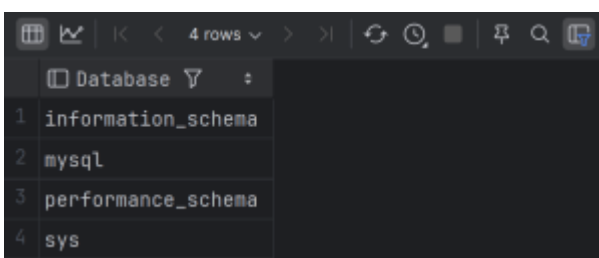 4 rows
Database
1 information_schema
2 mysql
3 performance_schema
4 sys